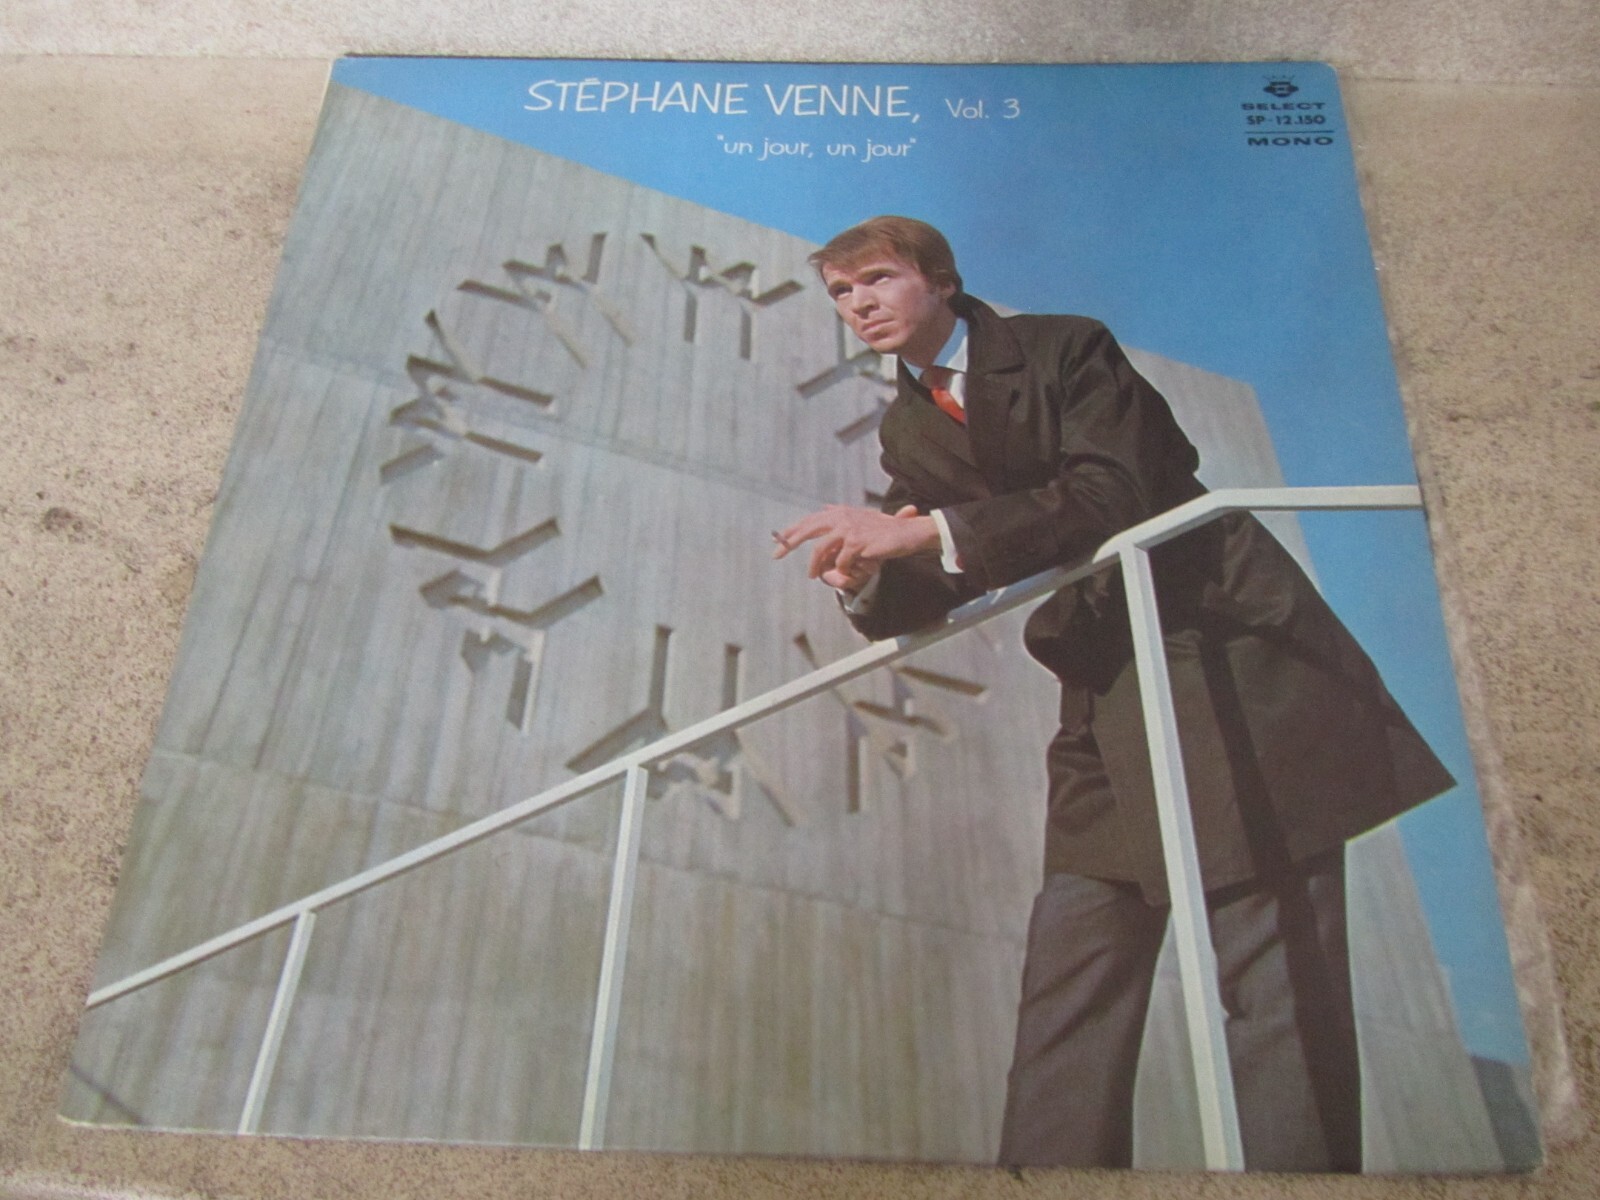 STÉPHANE VENNE, Vol. 3
"un jour, un jour"
SELECT
SP-12.150
MONO